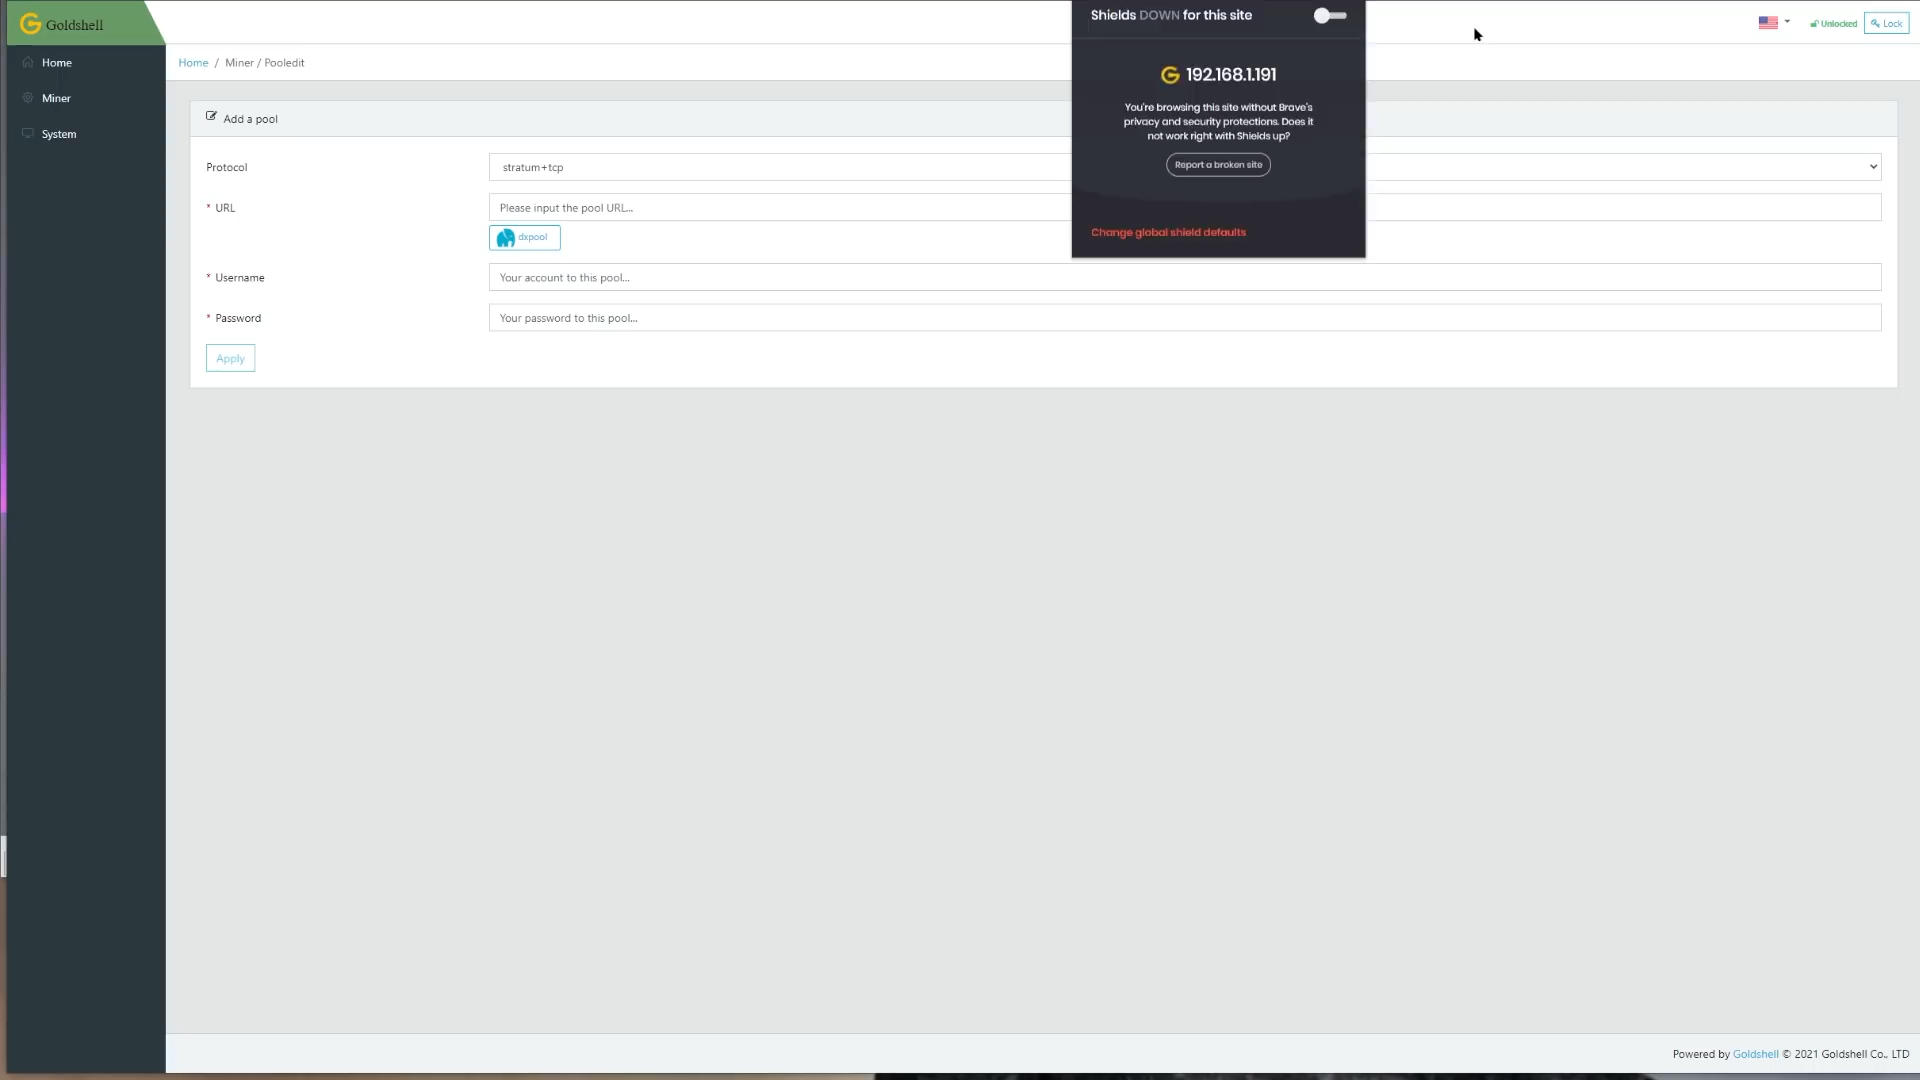 Goldshell
Shields DOWN for this site
Unlocked
Lock
Home
Home / Miner / Pooledit
192.168.1.191
Miner
You're browsing this site without Brave's
privacy and security protections. Does it
not work right with Shields up?
Add a pool
System
Report a broken site
Protocol
stratum+tcp
* URL
Please input the pool URL...
dxpool
Change global shield defaults
* Username
Your account to this pool...
* Password
Your password to this pool...
Apply
Powered by Goldshell © 2021 Goldshell Co., LTD